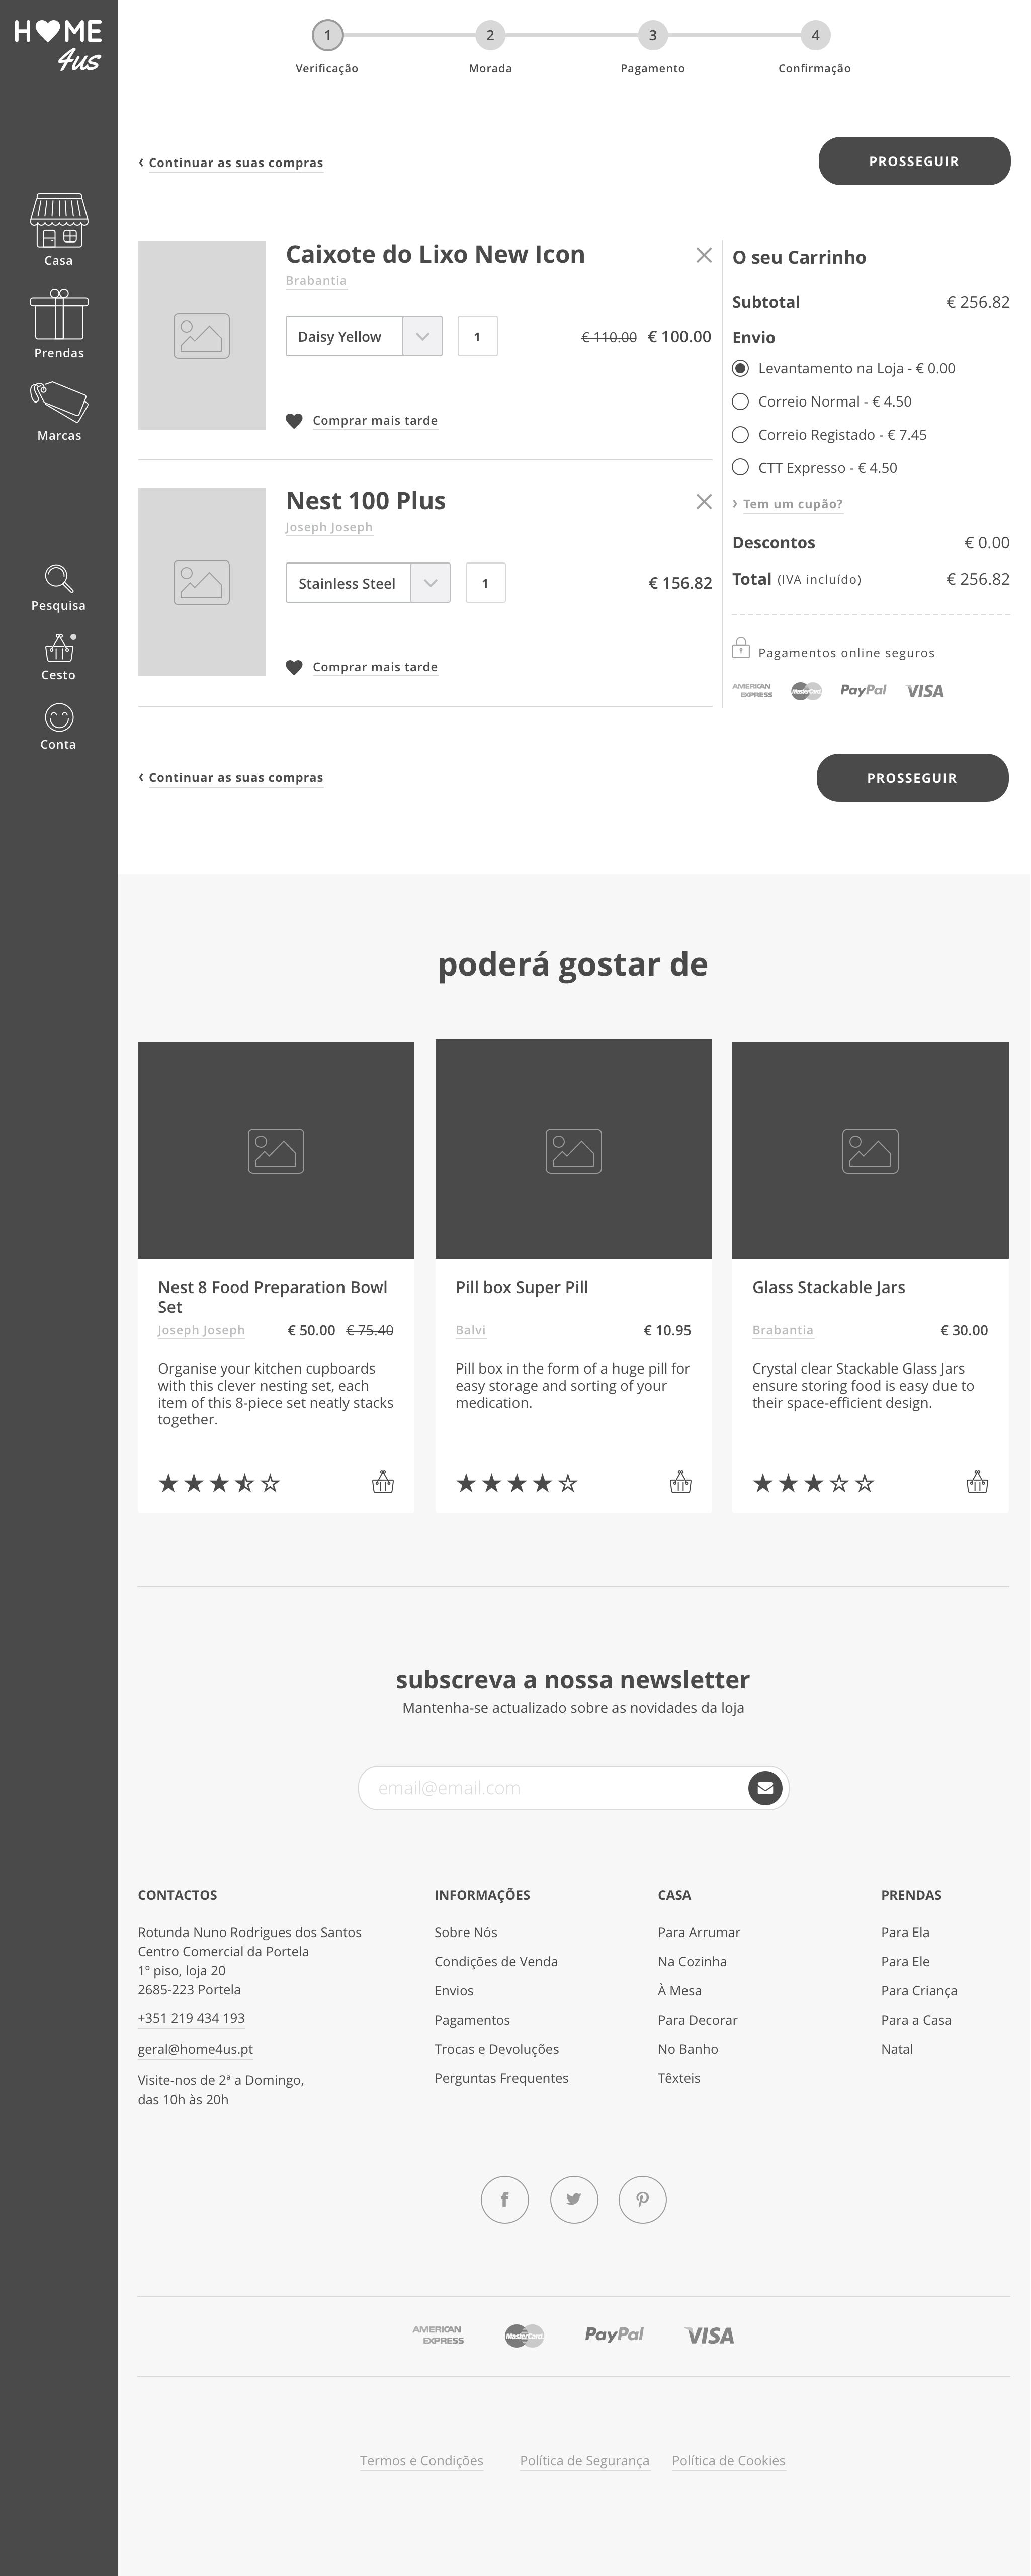 H ME
4us
Casa
Prendas
Marcas
Pesquisa
Cesto
Conta
1 2 3 4
Verificação Morada Pagamento Confirmação
‹ Continuar as suas compras
PROSSEGUIR
Caixote do Lixo New Icon
Brabantia
Daisy Yellow 1 € 110.00 € 100.00
Comprar mais tarde
Nest 100 Plus
Joseph Joseph
Stainless Steel 1 € 156.82
Comprar mais tarde
O seu Carrinho
Subtotal € 256.82
Envio
Levantamento na Loja - € 0.00
Correio Normal - € 4.50
Correio Registado - € 7.45
CTT Expresso - € 4.50
› Tem um cupão?
Descontos € 0.00
Total (IVA incluído) € 256.82
Pagamentos online seguros
AMERICAN EXPRESS MasterCard PayPal VISA
‹ Continuar as suas compras
PROSSEGUIR
poderá gostar de
Nest 8 Food Preparation Bowl
Set
Joseph Joseph € 50.00 € 75.40
Organise your kitchen cupboards
with this clever nesting set, each
item of this 8-piece set neatly stacks
together.
Pill box Super Pill
Balvi € 10.95
Pill box in the form of a huge pill for
easy storage and sorting of your
medication.
Glass Stackable Jars
Brabantia € 30.00
Crystal clear Stackable Glass Jars
ensure storing food is easy due to
their space-efficient design.
subscreva a nossa newsletter
Mantenha-se actualizado sobre as novidades da loja
email@email.com
CONTACTOS
Rotunda Nuno Rodrigues dos Santos
Centro Comercial da Portela
1º piso, loja 20
2685-223 Portela
+351 219 434 193
geral@home4us.pt
Visite-nos de 2ª a Domingo,
das 10h às 20h
INFORMAÇÕES
Sobre Nós
Condições de Venda
Envios
Pagamentos
Trocas e Devoluções
Perguntas Frequentes
CASA
Para Arrumar
Na Cozinha
À Mesa
Para Decorar
No Banho
Têxteis
PRENDAS
Para Ela
Para Ele
Para Criança
Para a Casa
Natal
AMERICAN EXPRESS MasterCard PayPal VISA
Termos e Condições Política de Segurança Política de Cookies